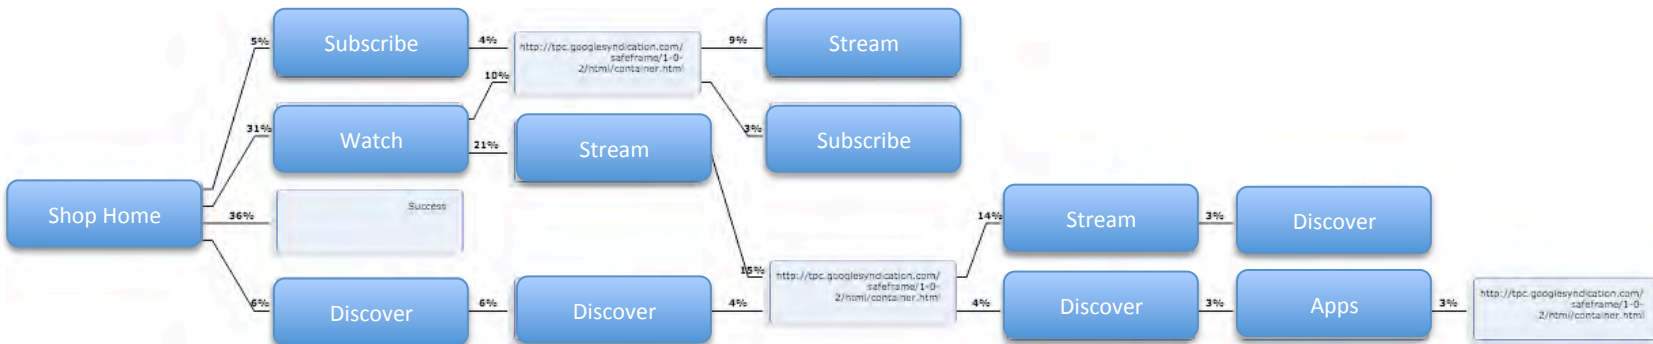 Subscribe
Stream
5%
4%
http://tpc.googlesyndication.com/
safeframe/1-0-
2/html/container.html
9%
10%
31%
Watch
21%
Stream
3%
Subscribe
Shop Home
36%
Success
14%
Stream
3%
Discover
15%
http://tpc.googlesyndication.com/
safeframe/1-0-
2/html/container.html
6%
Discover
6%
Discover
4%
4%
Discover
3%
Apps
3%
http://tpc.googlesyndication.com/
safeframe/1-0-
2/html/container.html